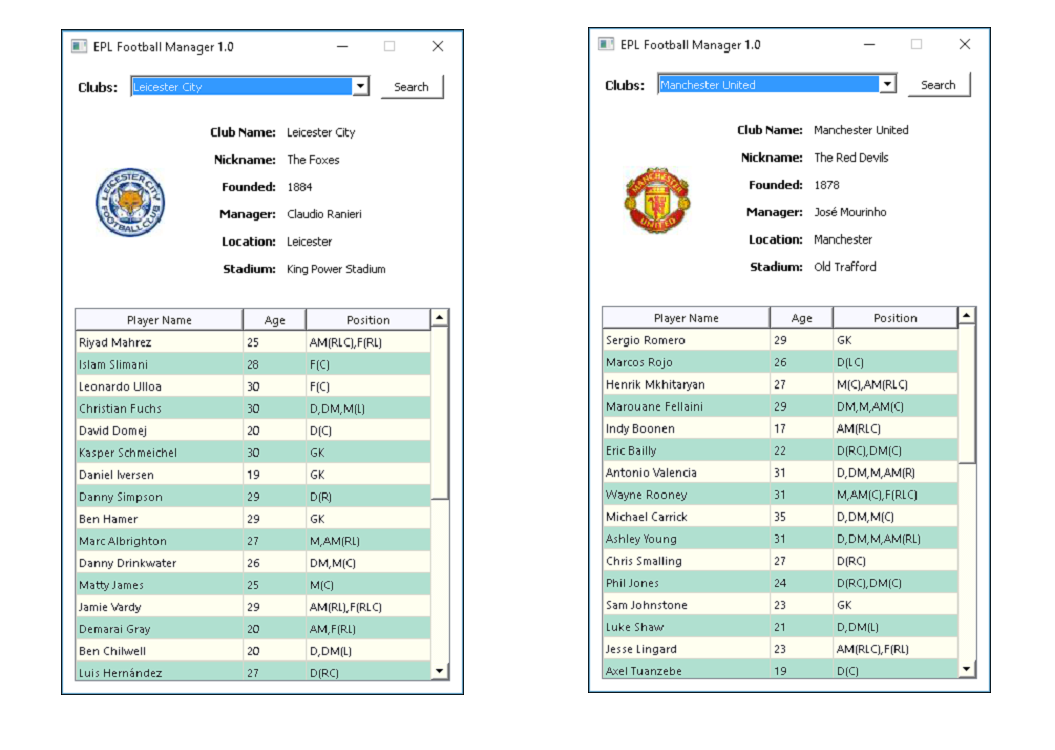 EPL Football Manager 1.0
Clubs: Leicester City Search
Club Name: Leicester City
Nickname: The Foxes
Founded: 1884
Manager: Claudio Ranieri
Location: Leicester
Stadium: King Power Stadium
LEICESTER CITY
FOOTBALL CLUB
Player Name Age Position
Riyad Mahrez 25 AM(RLC),F(RL)
Islam Slimani 28 F(C)
Leonardo Ulloa 30 F(C)
Christian Fuchs 30 D,DM,M(L)
David Domej 20 D(C)
Kasper Schmeichel 30 GK
Daniel Iversen 19 GK
Danny Simpson 29 D(R)
Ben Hamer 29 GK
Marc Albrighton 27 M,AM(RL)
Danny Drinkwater 26 DM,M(C)
Matty James 25 M(C)
Jamie Vardy 29 AM(RL),F(RLC)
Demarai Gray 20 AM,F(RL)
Ben Chilwell 20 D,DM(L)
Luis Hernández 27 D(RC)
EPL Football Manager 1.0
Clubs: Manchester United Search
Club Name: Manchester United
Nickname: The Red Devils
Founded: 1878
Manager: José Mourinho
Location: Manchester
Stadium: Old Trafford
MANCHESTER
UNITED
Player Name Age Position
Sergio Romero 29 GK
Marcos Rojo 26 D(LC)
Henrik Mkhitaryan 27 M(C),AM(RLC)
Marouane Fellaini 29 DM,M,AM(C)
Indy Boonen 17 AM(RLC)
Eric Bailly 22 D(RC),DM(C)
Antonio Valencia 31 D,DM,M,AM(R)
Wayne Rooney 31 M,AM(C),F(RLC)
Michael Carrick 35 D,DM,M(C)
Ashley Young 31 D,DM,M,AM(RL)
Chris Smalling 27 D(RC)
Phil Jones 24 D(RC),DM(C)
Sam Johnstone 23 GK
Luke Shaw 21 D,DM(L)
Jesse Lingard 23 AM(RLC),F(RL)
Axel Tuanzebe 19 D(C)